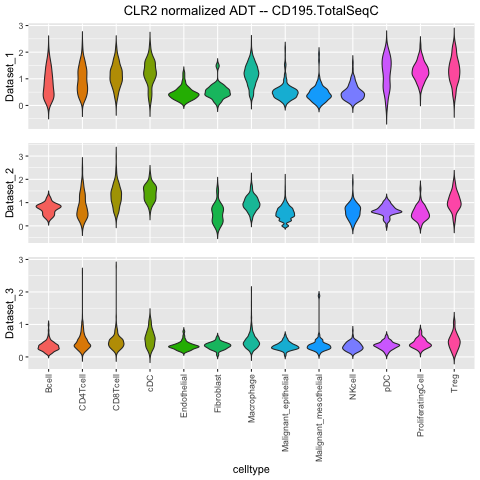 CLR2 normalized ADT -- CD195.TotalSeqC
Dataset_1
3
2
1
0
Dataset_2
3
2
1
0
Dataset_3
3
2
1
0
Bcell
CD4Tcell
CD8Tcell
cDC
Endothelial
Fibroblast
Macrophage
Malignant_epithelial
Malignant_mesothelial
NKcell
pDC
ProliferatingCell
Treg
celltype